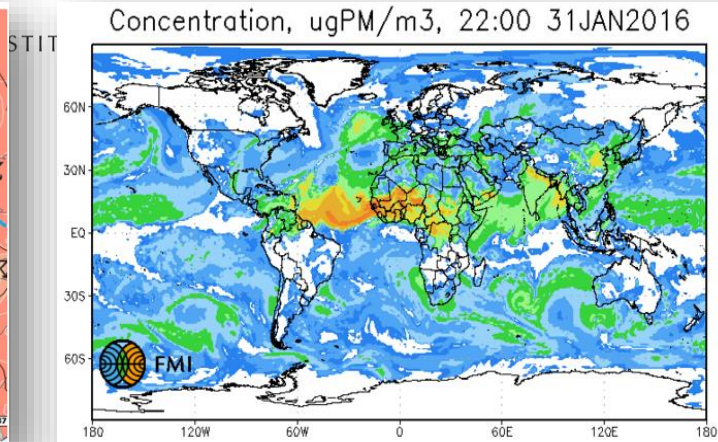 Concentration, ugPM/m3, 22:00 31JAN2016
STIT
60N
30N
EQ
30S
60S
FMI
180 120W 60W 0 60E 120E 180